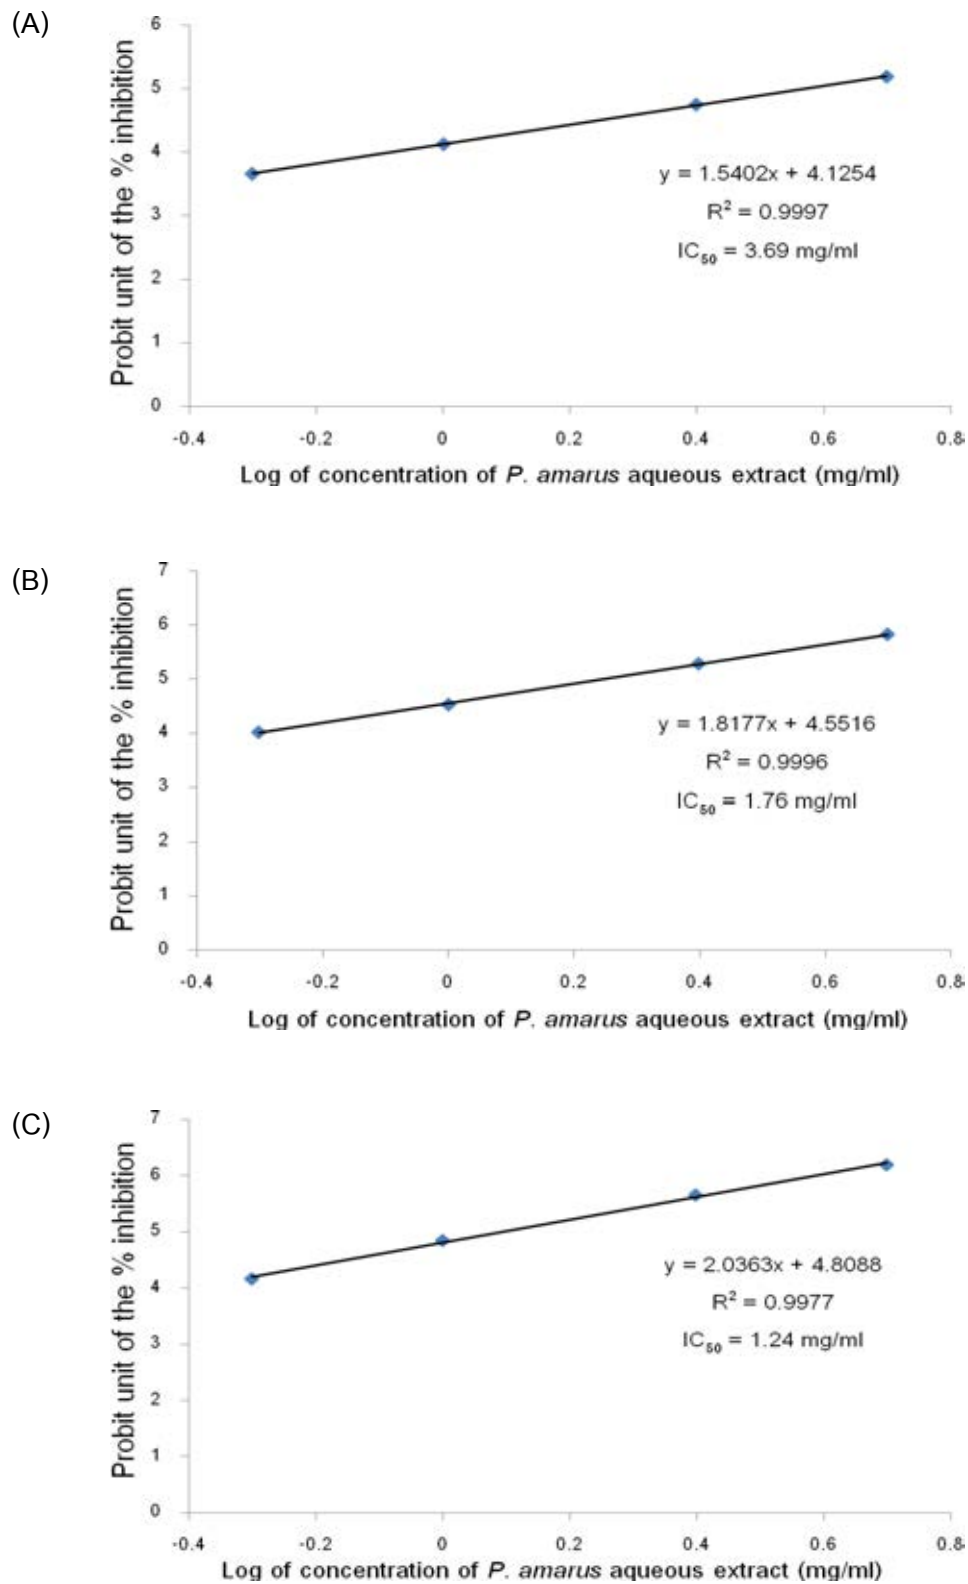 (A)
6
5
4
3
2
1
0
Probit unit of the % inhibition
y = 1.5402x + 4.1254
R² = 0.9997
IC₅₀ = 3.69 mg/ml
-0.4 -0.2 0 0.2 0.4 0.6 0.8
Log of concentration of P. amarus aqueous extract (mg/ml)
(B)
7
6
5
4
3
2
1
0
Probit unit of the % inhibition
y = 1.8177x + 4.5516
R² = 0.9996
IC₅₀ = 1.76 mg/ml
-0.4 -0.2 0 0.2 0.4 0.6 0.8
Log of concentration of P. amarus aqueous extract (mg/ml)
(C)
7
6
5
4
3
2
1
0
Probit unit of the % inhibition
y = 2.0363x + 4.8088
R² = 0.9977
IC₅₀ = 1.24 mg/ml
-0.4 -0.2 0 0.2 0.4 0.6 0.8
Log of concentration of P. amarus aqueous extract (mg/ml)